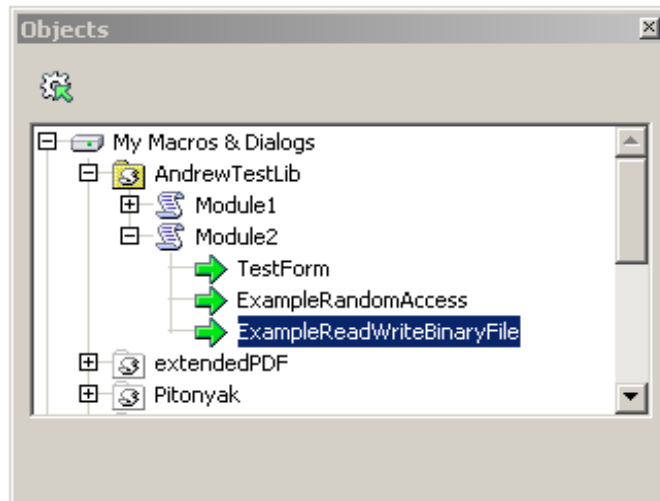 Objects
My Macros & Dialogs
AndrewTestLib
Module1
Module2
TestForm
ExampleRandomAccess
ExampleReadWriteBinaryFile
extendedPDF
Pitonyak